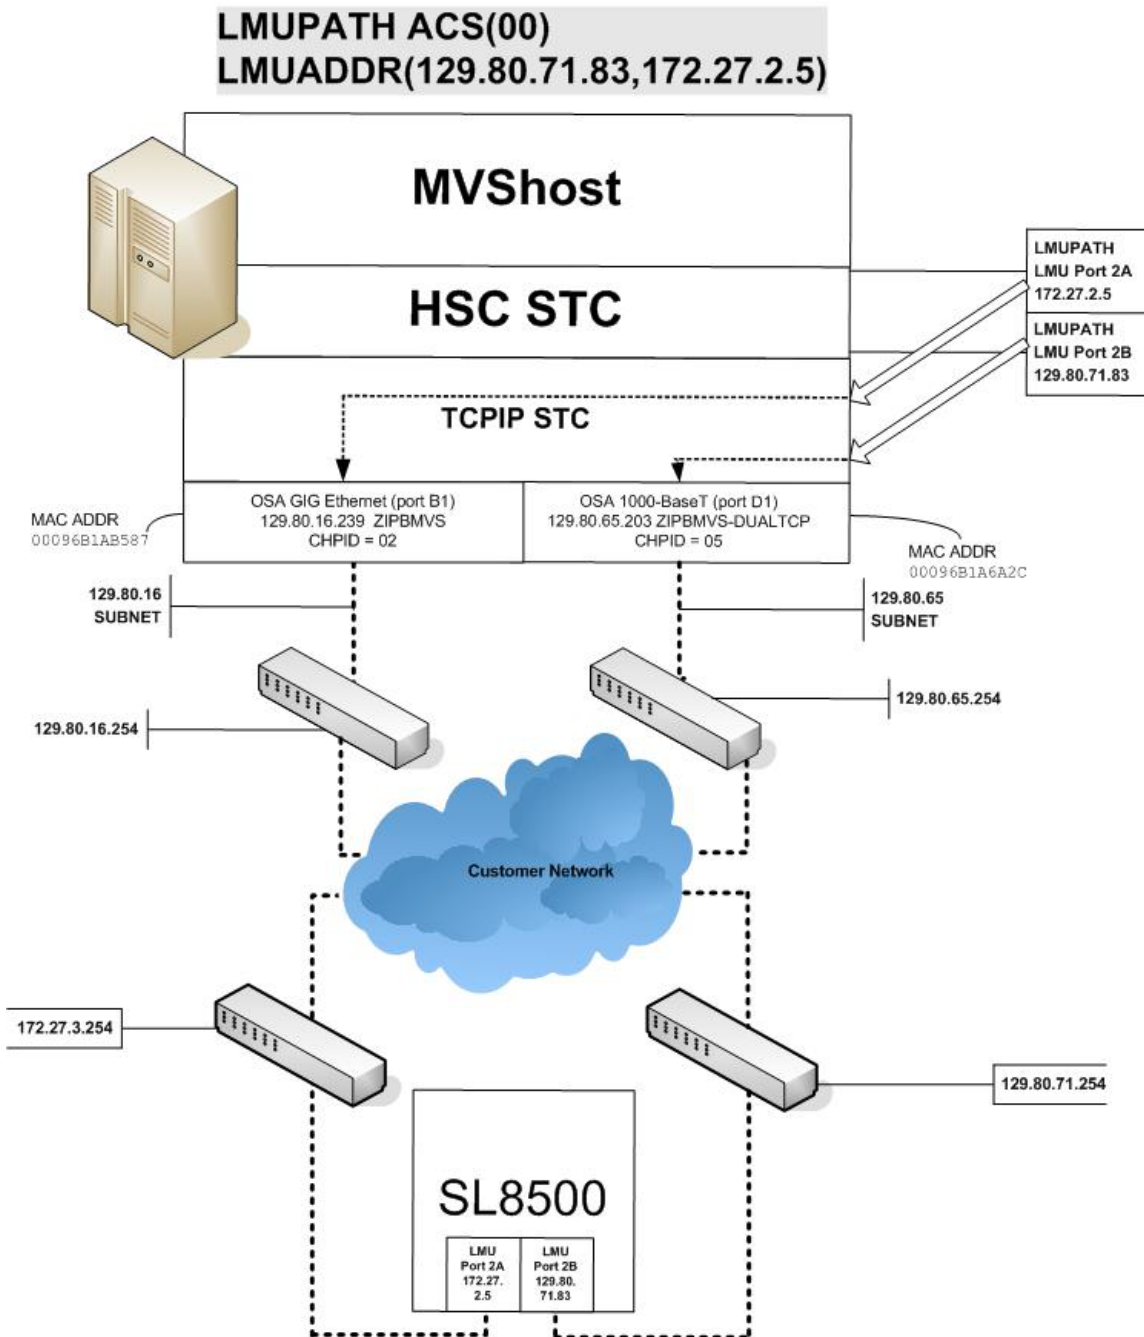 LMUPATH ACS(00)
LMUADDR(129.80.71.83,172.27.2.5)
MVShost
HSC STC
LMUPATH
LMU Port 2A
172.27.2.5
LMUPATH
LMU Port 2B
129.80.71.83
TCPIP STC
OSA GIG Ethernet (port B1)
129.80.16.239 ZIPBMVS
CHPID = 02
OSA 1000-BaseT (port D1)
129.80.65.203 ZIPBMVS-DUALTCP
CHPID = 05
MAC ADDR
00096B1AB587
MAC ADDR
00096B1A6A2C
129.80.16
SUBNET
129.80.65
SUBNET
129.80.16.254
129.80.65.254
Customer Network
172.27.3.254
129.80.71.254
SL8500
LMU
Port 2A
172.27.
2.5
LMU
Port 2B
129.80.
71.83